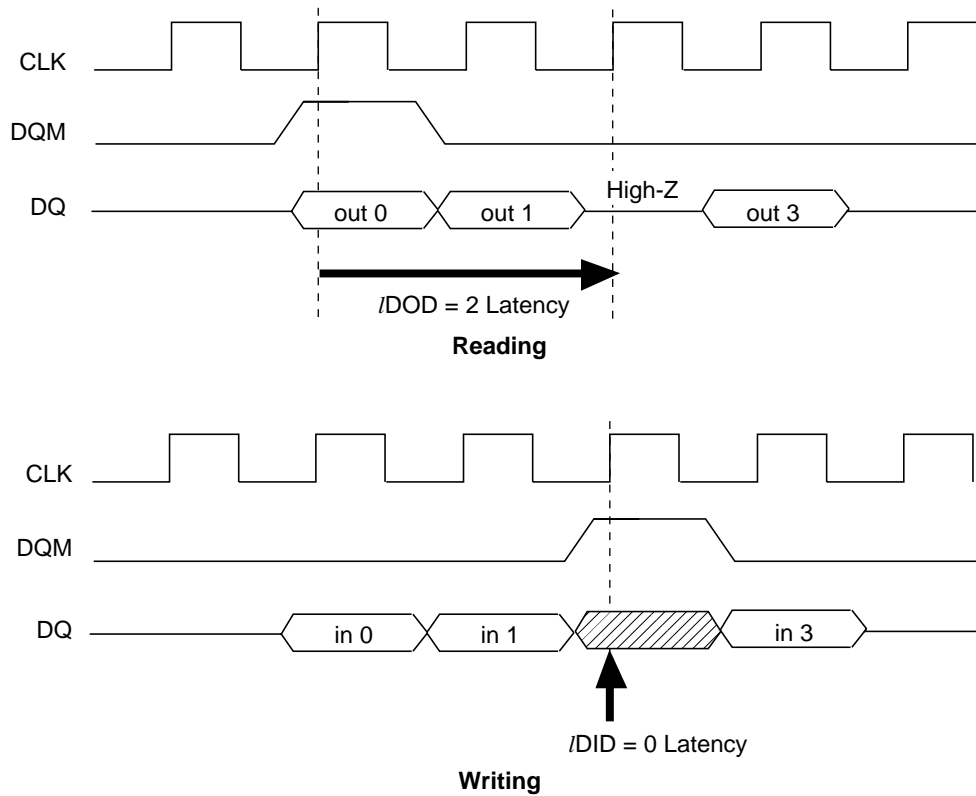 CLK
DQM
High-Z
DQ out 0 out 1 out 3
lDOD = 2 Latency
Reading
CLK
DQM
DQ in 0 in 1 in 3
lDID = 0 Latency
Writing